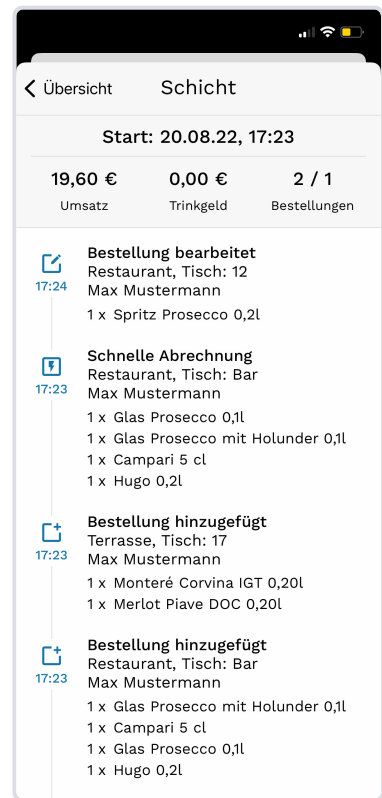 Übersicht
Schicht
Start: 20.08.22, 17:23
19,60 € 0,00 € 2 / 1
Umsatz Trinkgeld Bestellungen
Bestellung bearbeitet
Restaurant, Tisch: 12
17:24
Max Mustermann
1 x Spritz Prosecco 0,2l
Schnelle Abrechnung
Restaurant, Tisch: Bar
17:23
Max Mustermann
1 x Glas Prosecco 0,1l
1 x Glas Prosecco mit Holunder 0,1l
1 x Campari 5 cl
1 x Hugo 0,2l
Bestellung hinzugefügt
Terrasse, Tisch: 17
17:23
Max Mustermann
1 x Monteré Corvina IGT 0,20l
1 x Merlot Piave DOC 0,20l
Bestellung hinzugefügt
Restaurant, Tisch: Bar
17:23
Max Mustermann
1 x Glas Prosecco mit Holunder 0,1l
1 x Campari 5 cl
1 x Glas Prosecco 0,1l
1 x Hugo 0,2l